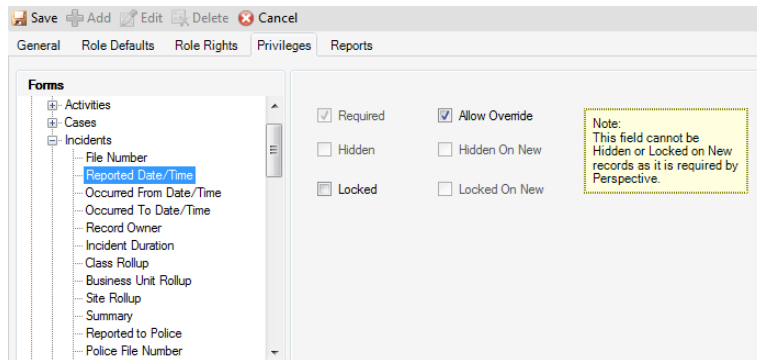 Save Add Edit Delete Cancel
General Role Defaults Role Rights Privileges Reports
Forms
Activities
Cases
Incidents
File Number
Reported Date/Time
Occurred From Date/Time
Occurred To Date/Time
Record Owner
Incident Duration
Class Rollup
Business Unit Rollup
Site Rollup
Summary
Reported to Police
Police File Number
Required Allow Override
Hidden Hidden On New
Locked Locked On New
Note:
This field cannot be
Hidden or Locked on New
records as it is required by
Perspective.